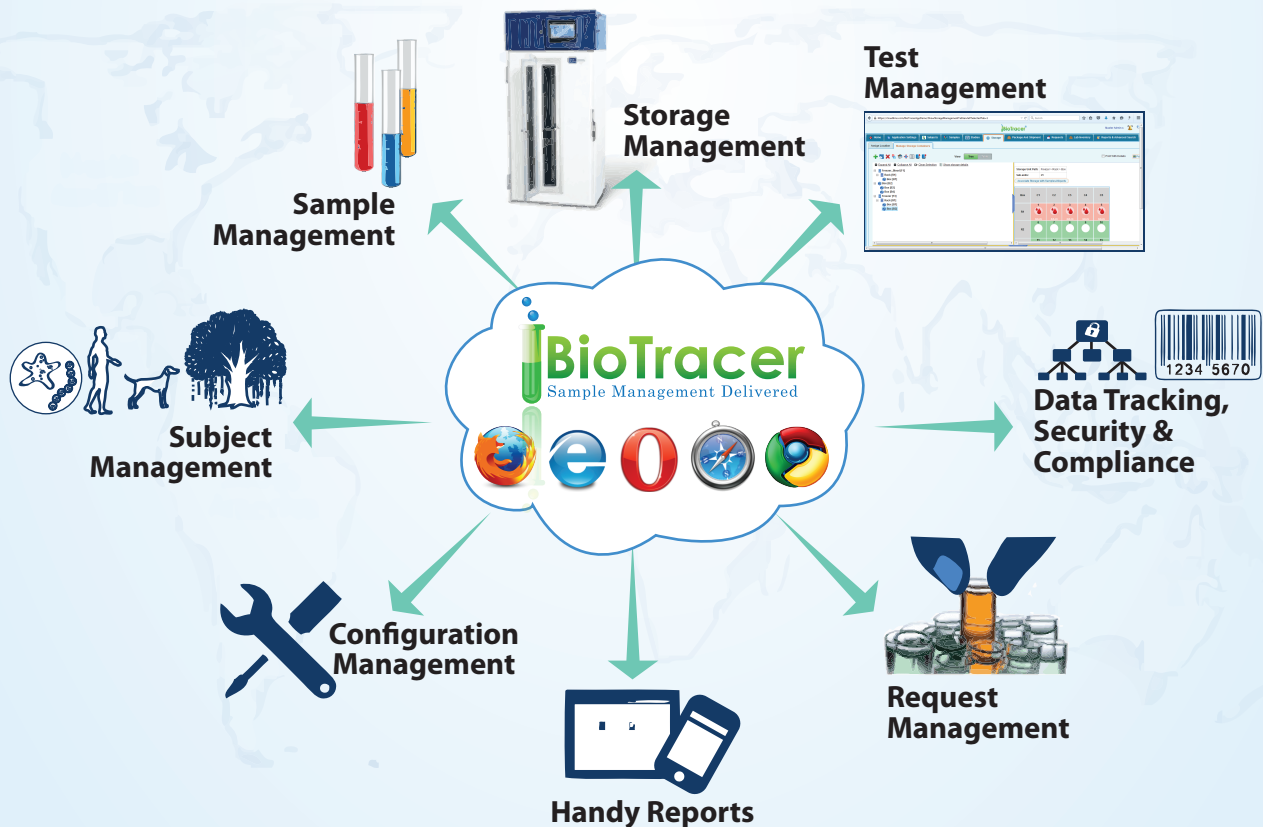 Test
Management
Storage
Management
Sample
Management
BioTracer
BioTracer
Sample Management Delivered
1234 5670
Data Tracking,
Security &
Compliance
Subject
Management
Configuration
Management
Request
Management
Handy Reports